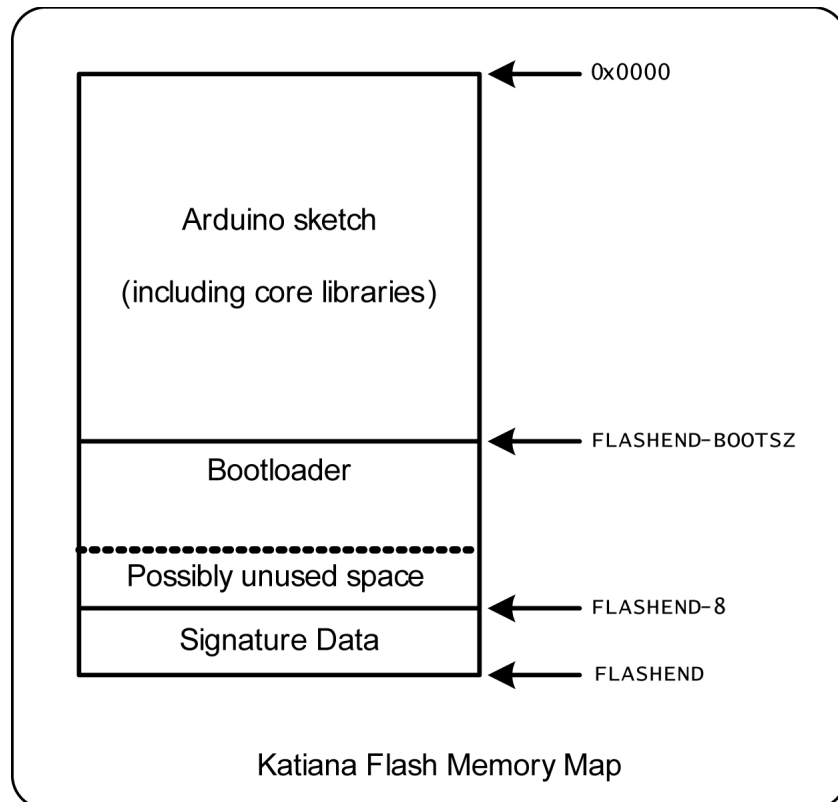 0x0000
Arduino sketch
(including core libraries)
FLASHEND-BOOTSZ
Bootloader
Possibly unused space
FLASHEND-8
Signature Data
FLASHEND
Katiana Flash Memory Map